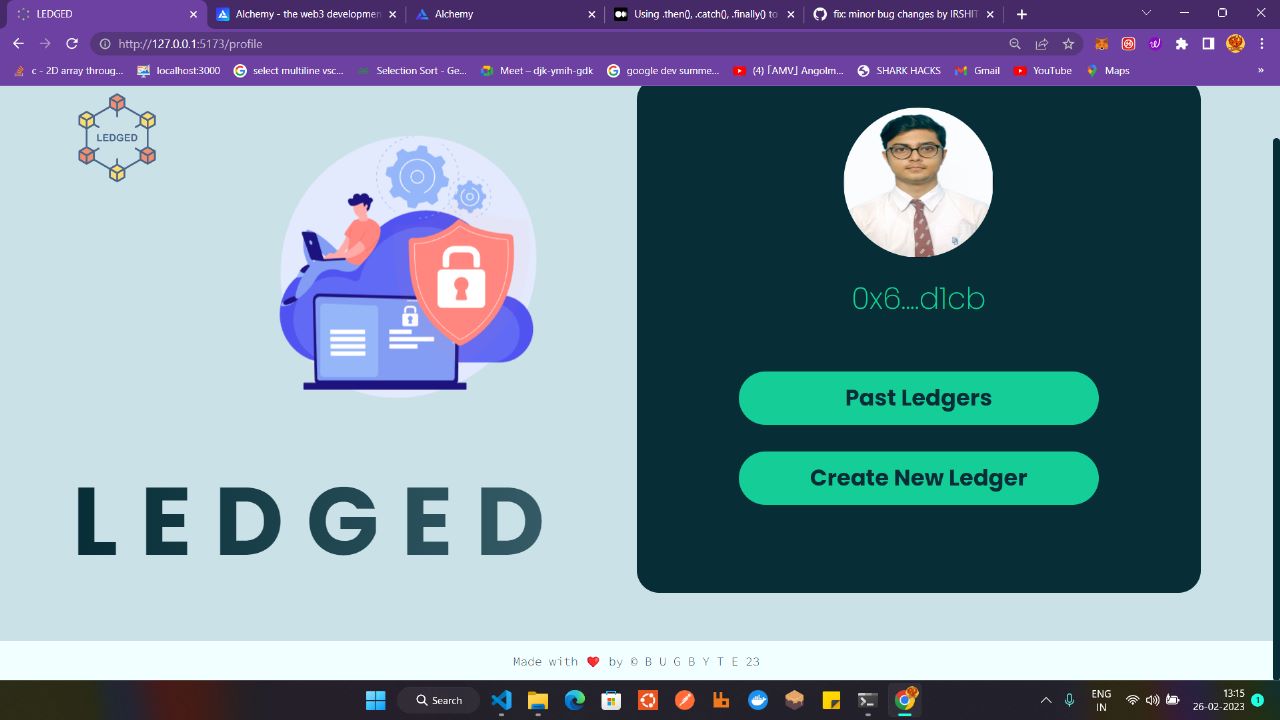 LEDGED
Alchemy - the web3 developmen
Alchemy
Using .then(), .catch(), .finally() to
fix: minor bug changes by IRSHIT
http://127.0.0.1:5173/profile
c - 2D array throug...
localhost:3000
select multiline vsc...
Selection Sort - Ge...
Meet – djk-ymih-gdk
google dev summe...
(4) 「AMV」 Angolm...
SHARK HACKS
Gmail
YouTube
Maps
»
LEDGED
0x6....d1cb
Past Ledgers
Create New Ledger
LEDGED
Made with ❤️ by © B U G B Y T E 23
Search
ENG
IN
13:15
26-02-2023
1